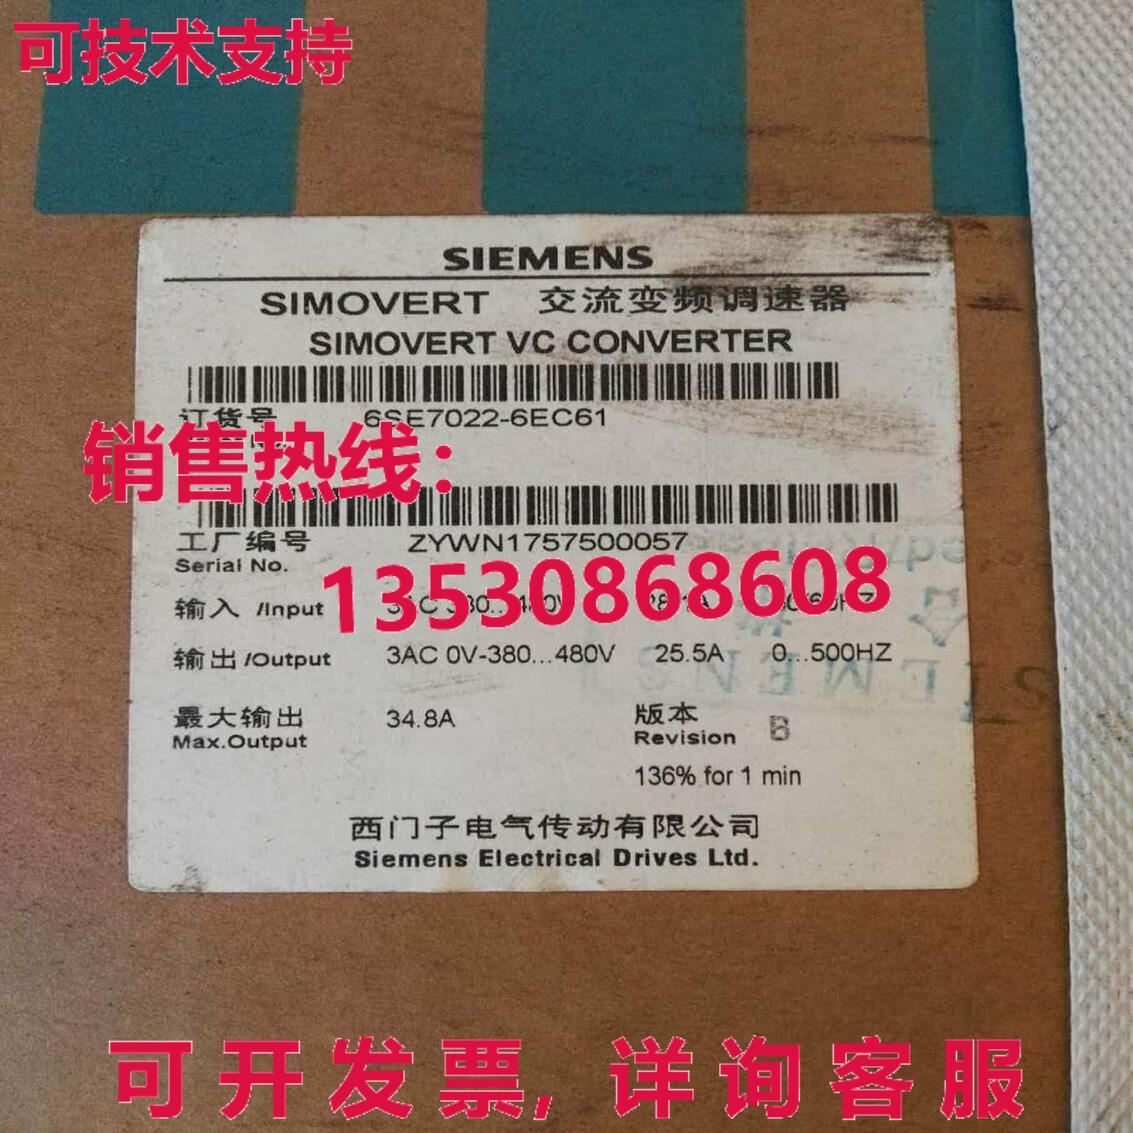 可技术支持
SIEMENS
SIMOVERT 交流变频调速器
SIMOVERT VC CONVERTER
订货号 6SE7022-6EC61
销售热线：
工厂编号 ZYWN1757500057
Serial No.
13530868608
输入 /Input
输出 /Output 3AC 0V-380...480V 25.5A 0...500HZ
最大输出 34.8A 版本 B
Max.Output Revision
136% for 1 min
西门子电气传动有限公司
Siemens Electrical Drives Ltd.
可开发票,详询客服